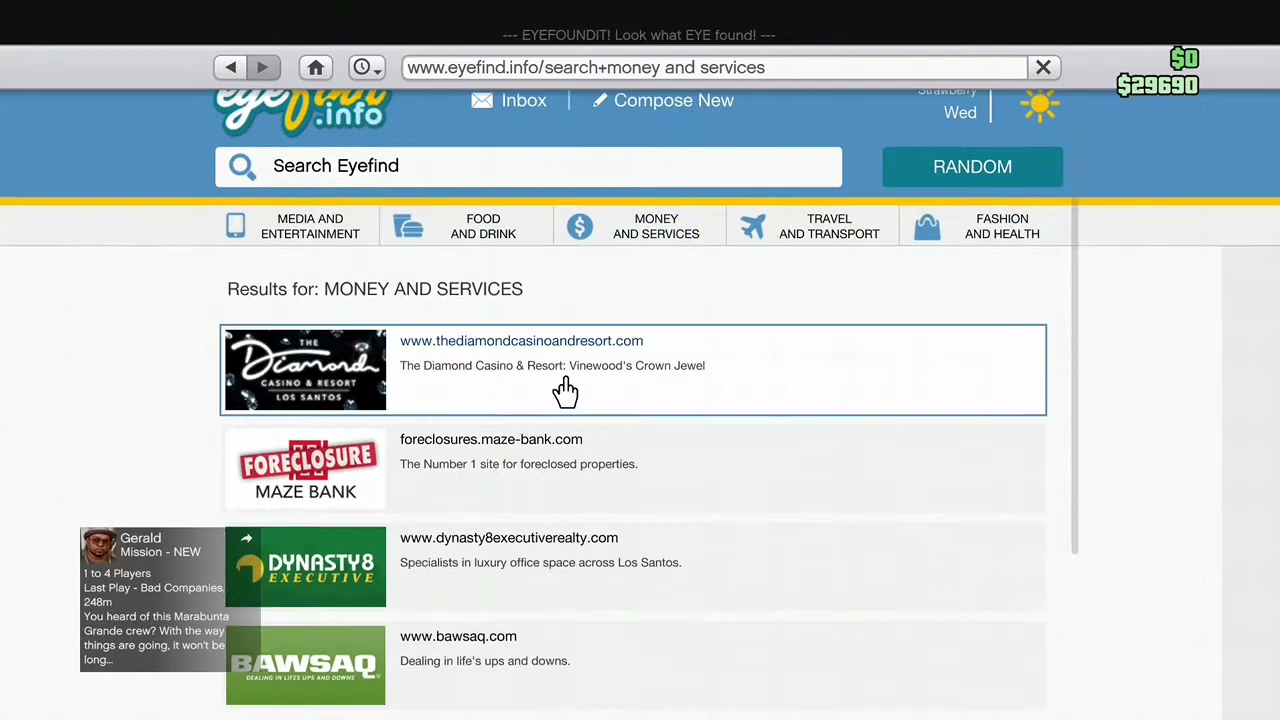 --- EYEFOUNDIT! Look what EYE found! ---
www.eyefind.info/search+money and services
$0
$29690
eyefind
.info
Inbox
Compose New
Strawberry
Wed
Search Eyefind
RANDOM
MEDIA AND
ENTERTAINMENT
FOOD
AND DRINK
MONEY
AND SERVICES
TRAVEL
AND TRANSPORT
FASHION
AND HEALTH
Results for: MONEY AND SERVICES
THE
Diamond
CASINO & RESORT
LOS SANTOS
www.thediamondcasinoandresort.com
The Diamond Casino & Resort: Vinewood's Crown Jewel
FORECLOSURE
MAZE BANK
foreclosures.maze-bank.com
The Number 1 site for foreclosed properties.
DYNASTY8
EXECUTIVE
www.dynasty8executiverealty.com
Specialists in luxury office space across Los Santos.
BAWSAQ
DEALING IN LIFE'S UPS AND DOWNS
www.bawsaq.com
Dealing in life's ups and downs.
Gerald
Mission - NEW
1 to 4 Players
Last Play - Bad Companies,
248m
You heard of this Marabunta
Grande crew? With the way
things are going, it won't be
long...